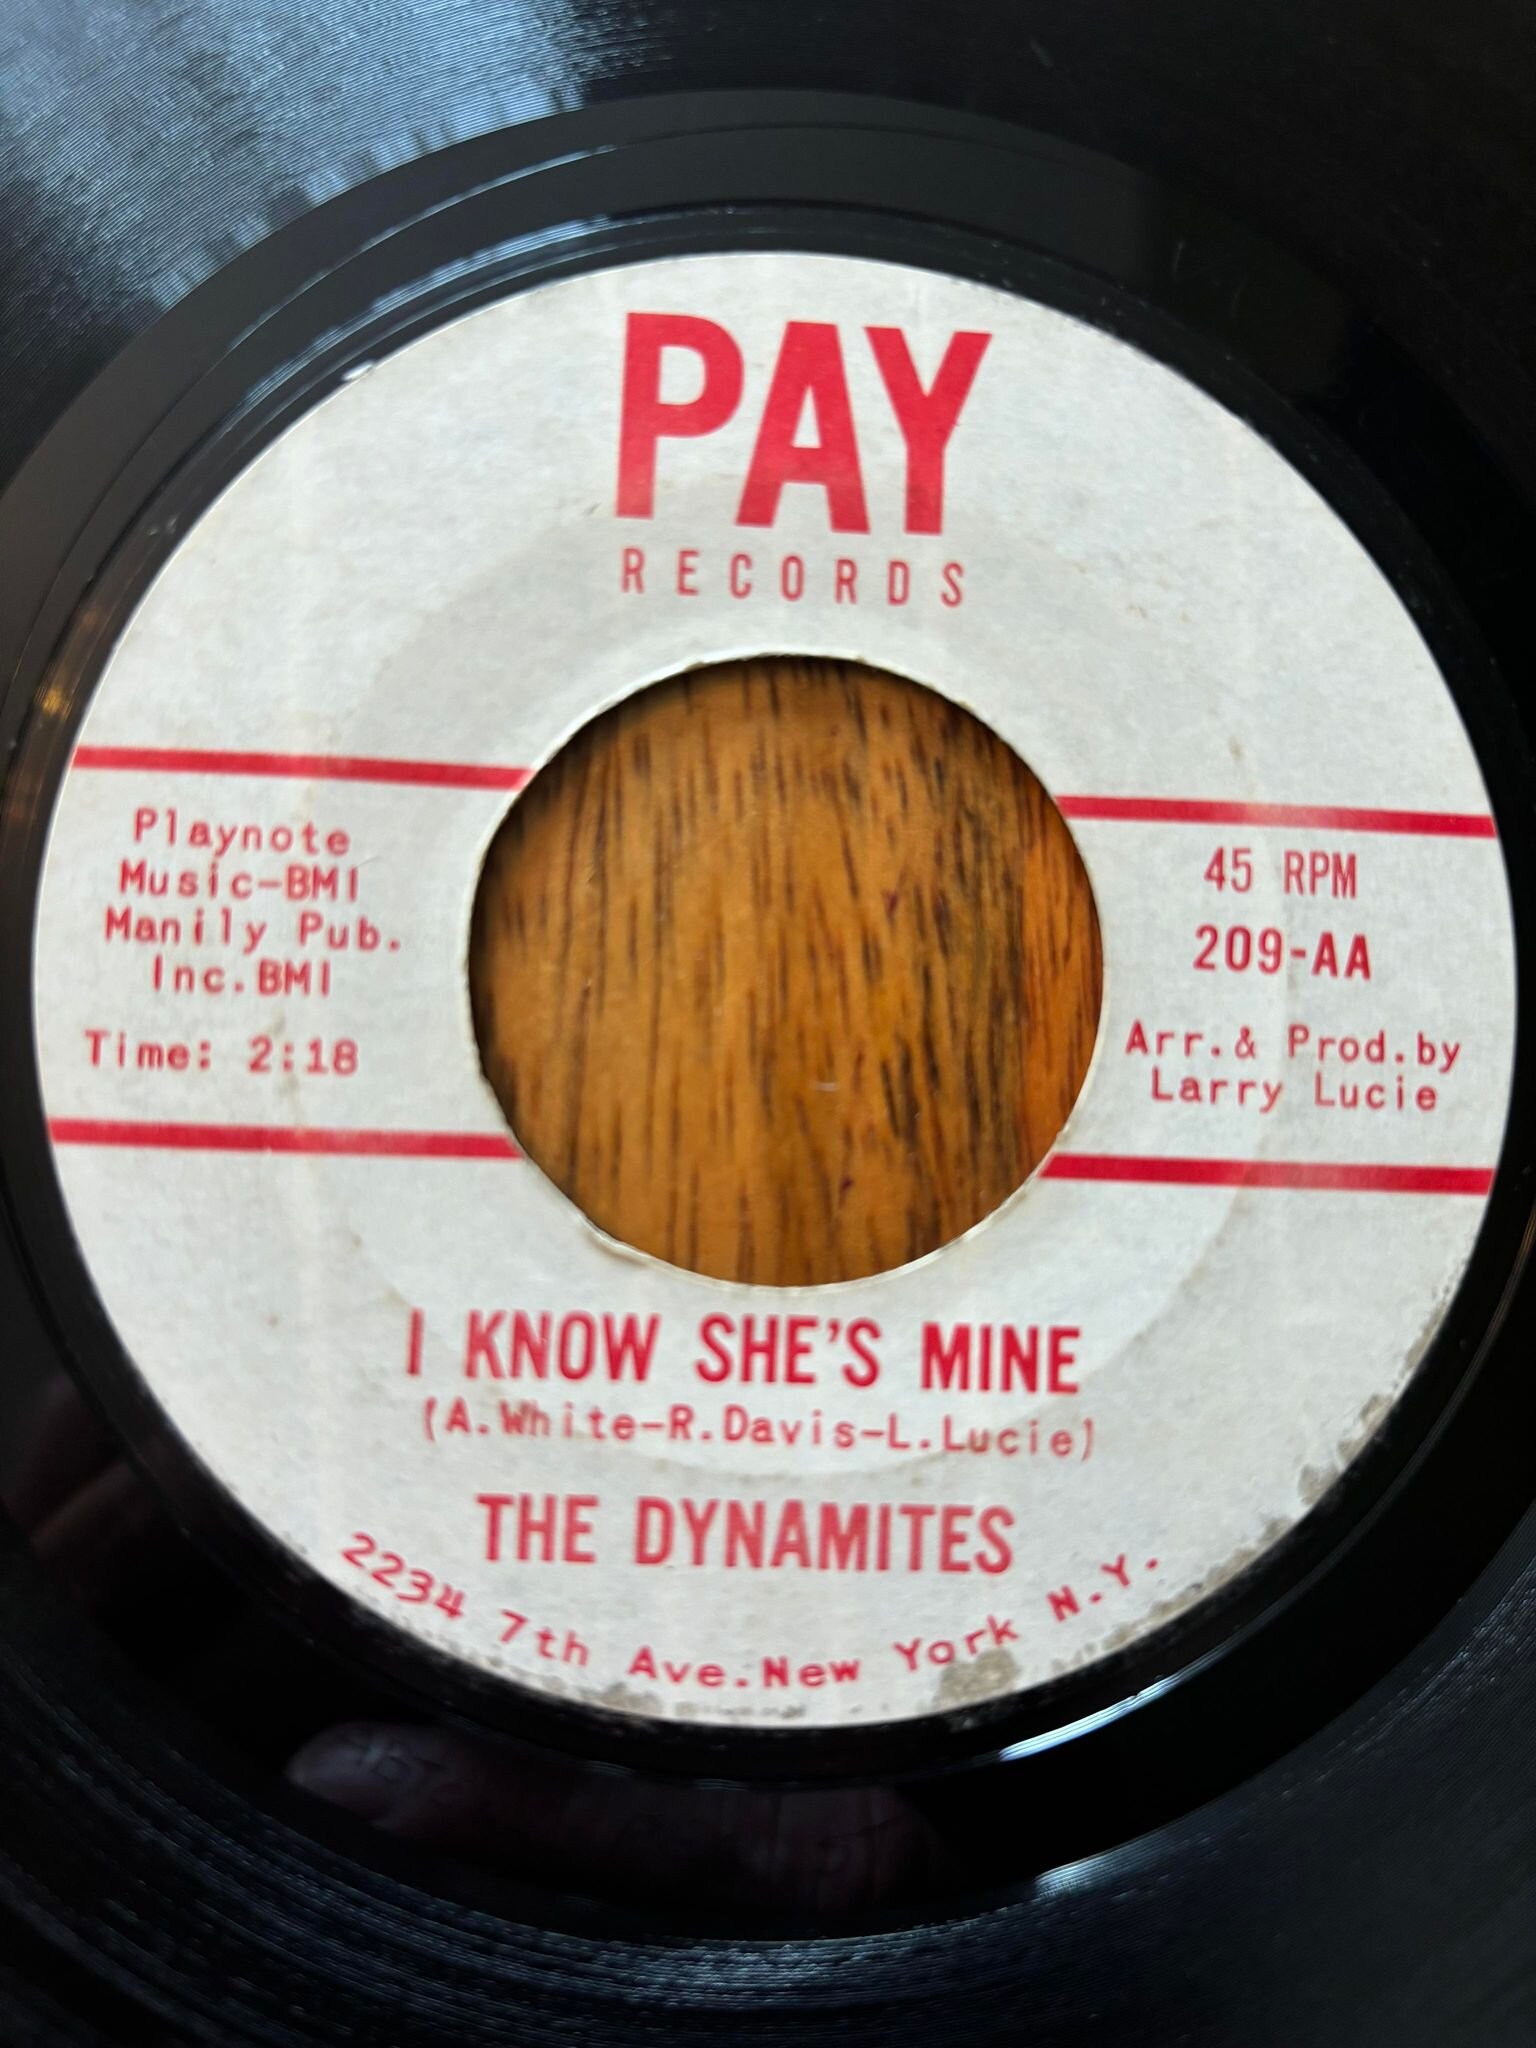 PAY
RECORDS
Playnote
Music-BMI
Manily Pub.
Inc.BMI
Time: 2:18
45 RPM
209-AA
Arr.& Prod.by
Larry Lucie
I KNOW SHE'S MINE
(A.White-R.Davis-L.Lucie)
THE DYNAMITES
2234 7th Ave.New York N.Y.